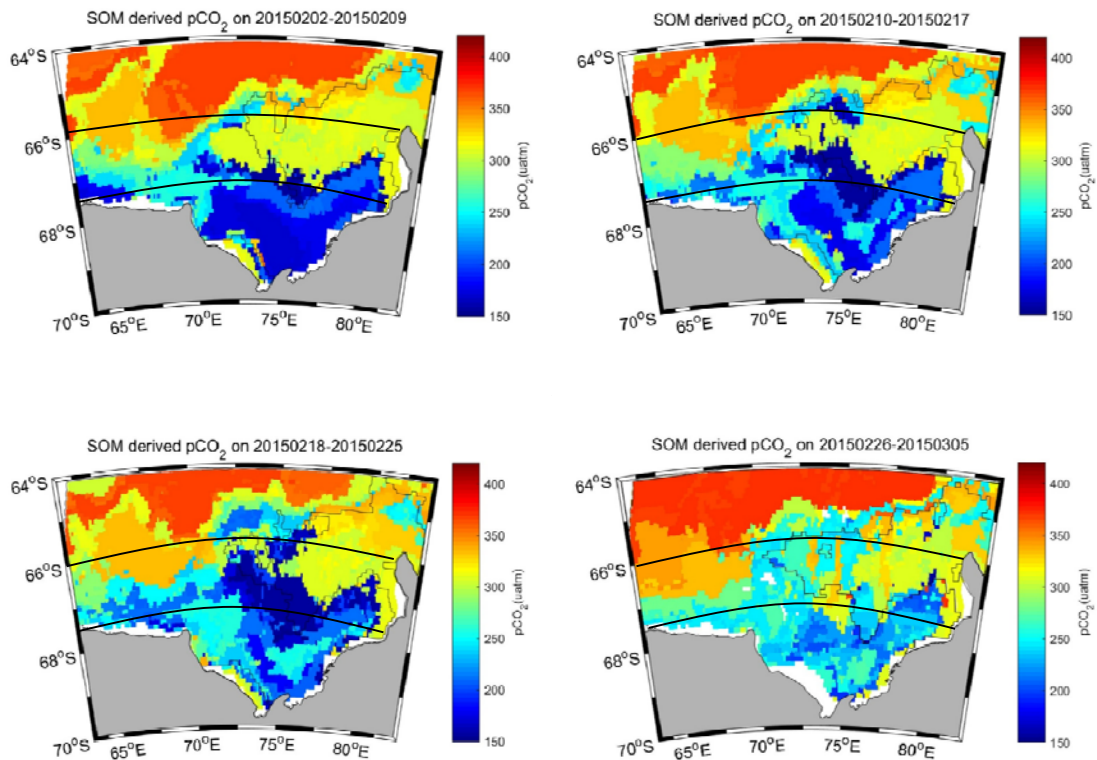 SOM derived pCO2 on 20150202-20150209
64°S
66°S
68°S
70°S
65°E
70°E
75°E
80°E
400
350
300
250
200
150
pCO2(uatm)
SOM derived pCO2 on 20150210-20150217
64°S
66°S
68°S
70°S
65°E
70°E
75°E
80°E
400
350
300
250
200
150
pCO2(uatm)
SOM derived pCO2 on 20150218-20150225
64°S
66°S
68°S
70°S
65°E
70°E
75°E
80°E
400
350
300
250
200
150
pCO2(uatm)
SOM derived pCO2 on 20150226-20150305
64°S
66°S
68°S
70°S
65°E
70°E
75°E
80°E
400
350
300
250
200
150
pCO2(uatm)